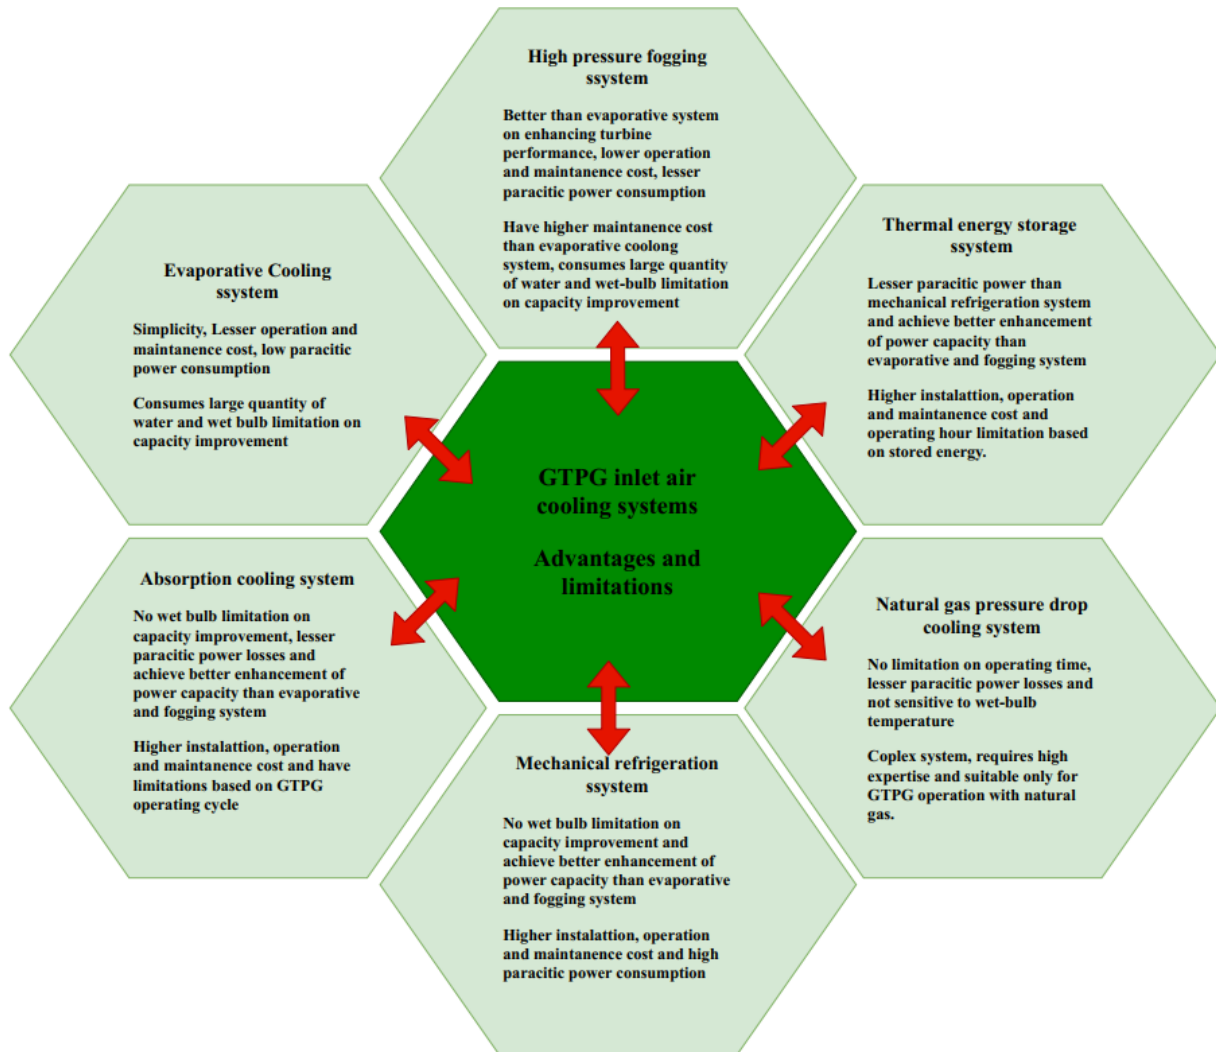 High pressure fogging
ssystem
Better than evaporative system
on enhancing turbine
performance, lower operation
and maintanence cost, lesser
paracitic power consumption
Have higher maintanence cost
than evaporative coolong
system, consumes large quantity
of water and wet-bulb limitation
on capacity improvement
Thermal energy storage
ssystem
Lesser paracitic power than
mechanical refrigeration system
and achieve better enhancement
of power capacity than
evaporative and fogging system
Higher instalattion, operation
and maintanence cost and
operating hour limitation based
on stored energy.
Evaporative Cooling
ssystem
Simplicity, Lesser operation and
maintanence cost, low paracitic
power consumption
Consumes large quantity of
water and wet bulb limitation on
capacity improvement
GTPG inlet air
cooling systems
Advantages and
limitations
Absorption cooling system
No wet bulb limitation on
capacity improvement, lesser
paracitic power losses and
achieve better enhancement of
power capacity than evaporative
and fogging system
Higher instalattion, operation
and maintanence cost and have
limitations based on GTPG
operating cycle
Natural gas pressure drop
cooling system
No limitation on operating time,
lesser paracitic power losses and
not sensitive to wet-bulb
temperature
Coplex system, requires high
expertise and suitable only for
GTPG operation with natural
gas.
Mechanical refrigeration
ssystem
No wet bulb limitation on
capacity improvement and
achieve better enhancement of
power capacity than evaporative
and fogging system
Higher instalattion, operation
and maintanence cost and high
paracitic power consumption